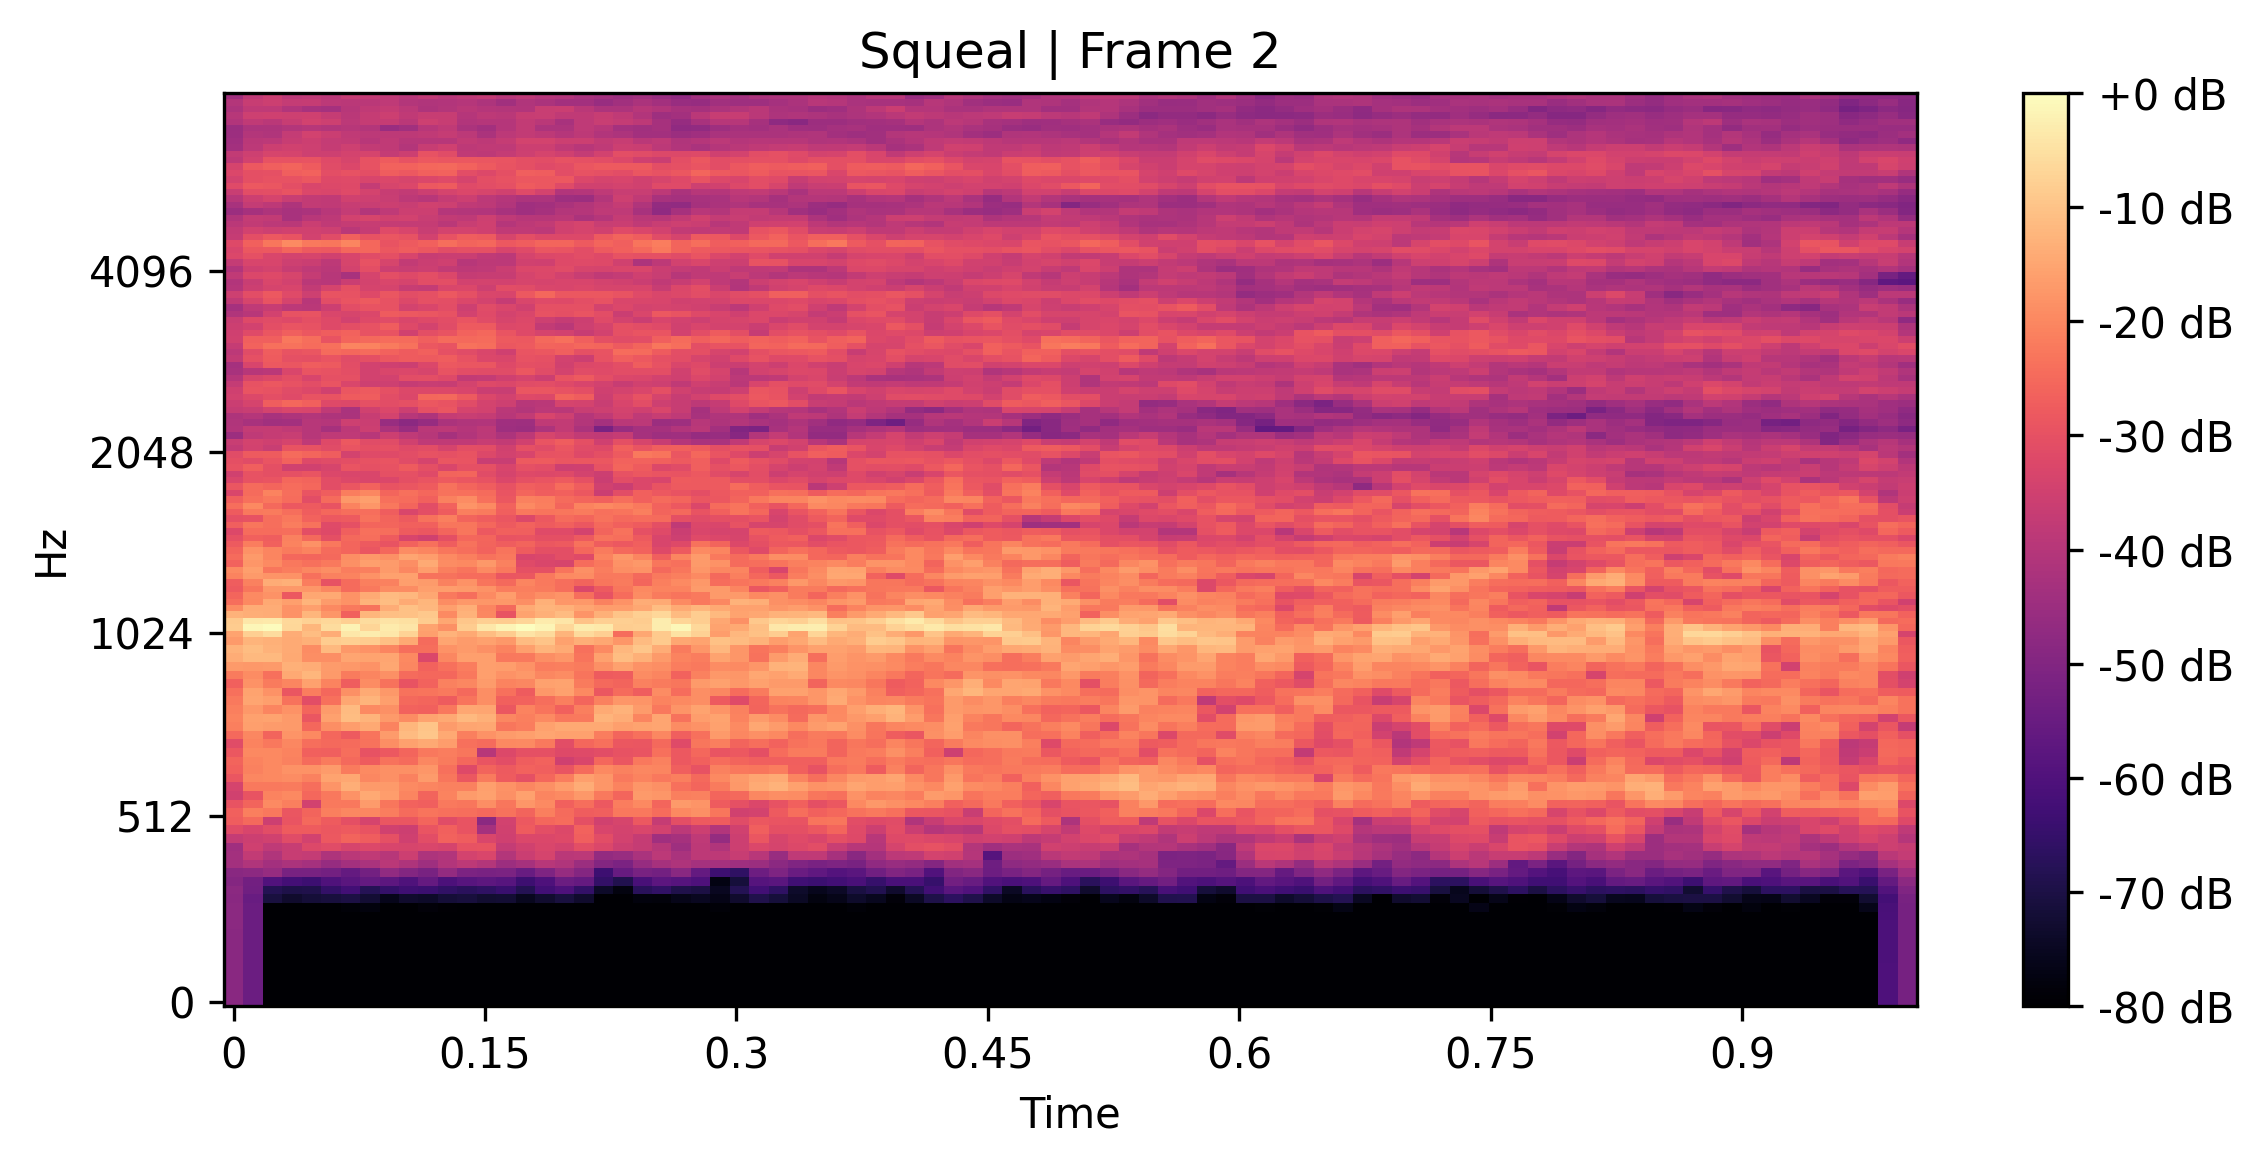 Squeal | Frame 2
Hz
4096
2048
1024
512
0
0 0.15 0.3 0.45 0.6 0.75 0.9
Time
+0 dB
-10 dB
-20 dB
-30 dB
-40 dB
-50 dB
-60 dB
-70 dB
-80 dB